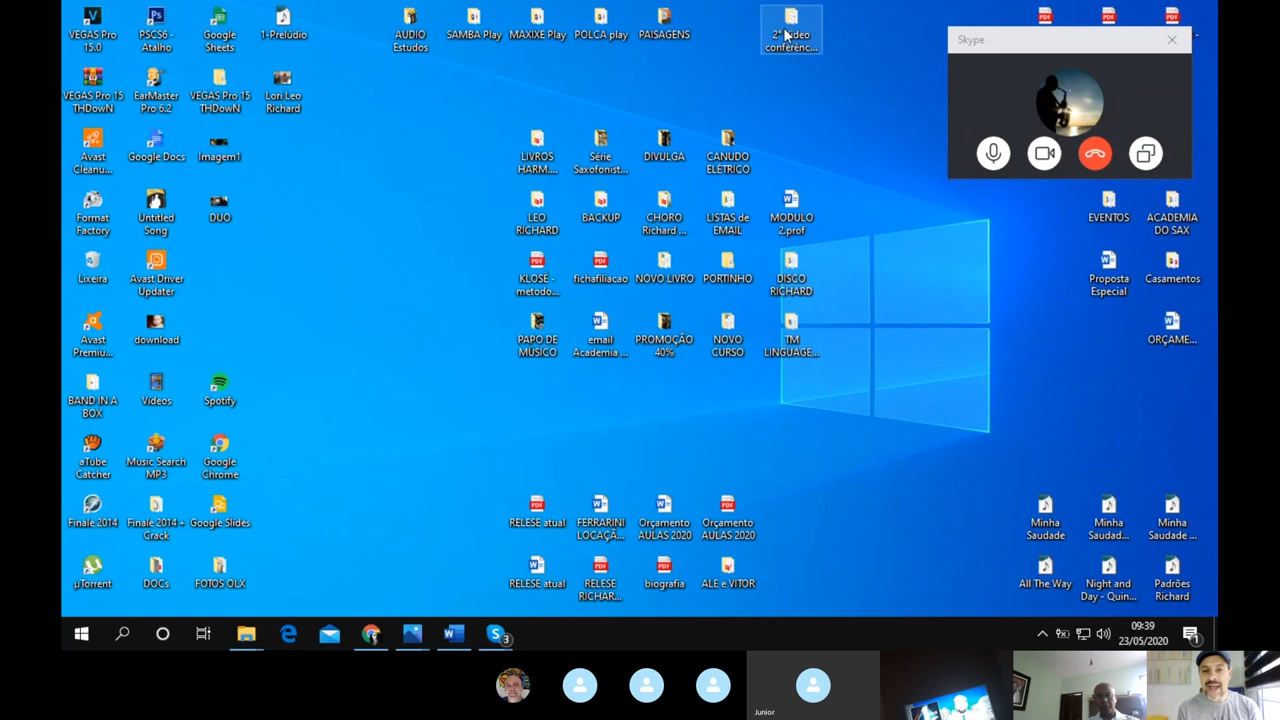 VEGAS Pro
15.0
PSCS6 -
Atalho
Google
Sheets
1-Preludio
AUDIO
Estudos
SAMBA Play
MAXIXE Play
POLCA play
PAISAGENS
conferênc...
Skype
VEGAS Pro 15
THDowN
EarMaster
Pro 6.2
VEGAS Pro 15
THDowN
Lori Leo
Richard
Avast
Cleanu...
Google Docs
Imagem1
LIVROS
HARM....
Série
Saxofonist...
DIVULGA
CANUDO
ELÉTRICO
Format
Factory
Untitled
Song
DUO
LEO
RICHARD
BACKUP
CHORO
Richard ...
LISTAS de
EMAIL
MODULO
2.prof
EVENTOS
ACADEMIA
DO SAX
Lixeira
Avast Driver
Updater
KLOSÉ -
metodo...
fichafiliacao
NOVO LIVRO
PORTINHO
DISCO
RICHARD
Proposta
Especial
Casamentos
Avast
Premiu...
download
PAPO DE
MÚSICO
email
Academia ...
PROMOÇÃO
40%
NOVO
CURSO
TM
LINGUAGE...
ORÇAME...
BAND IN A
BOX
Vídeos
Spotify
aTube
Catcher
Music Search
MP3
Google
Chrome
Finale 2014
Finale 2014 +
Crack
Google Slides
RELESE atual
FERRARINI
LOCAÇÃ...
Orçamento
AULAS 2020
Orçamento
AULAS 2020
Minha
Saudade
Minha
Saudad...
Minha
Saudade ...
µTorrent
DOCs
FOTOS OLX
RELESE atual
RELESE
RICHAR...
biografia
ALE e VITOR
All The Way
Night and
Day - Quin...
Padrões
Richard
3
09:39
23/05/2020
1
Junior